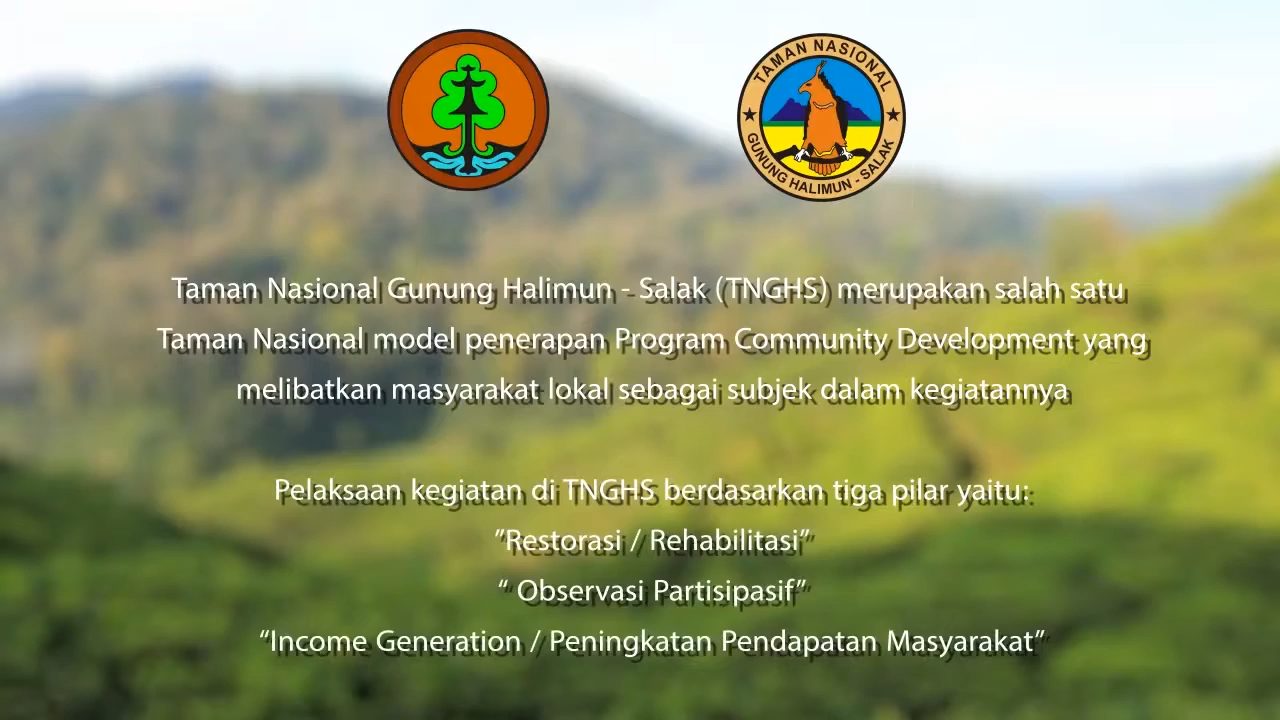 TAMAN NASIONAL
GUNUNG HALIMUN - SALAK
Taman Nasional Gunung Halimun - Salak (TNGHS) merupakan salah satu
Taman Nasional model penerapan Program Community Development yang
melibatkan masyarakat lokal sebagai subjek dalam kegiatannya
Pelaksaan kegiatan di TNGHS berdasarkan tiga pilar yaitu:
”Restorasi / Rehabilitasi”
“ Observasi Partisipasif”
“Income Generation / Peningkatan Pendapatan Masyarakat”